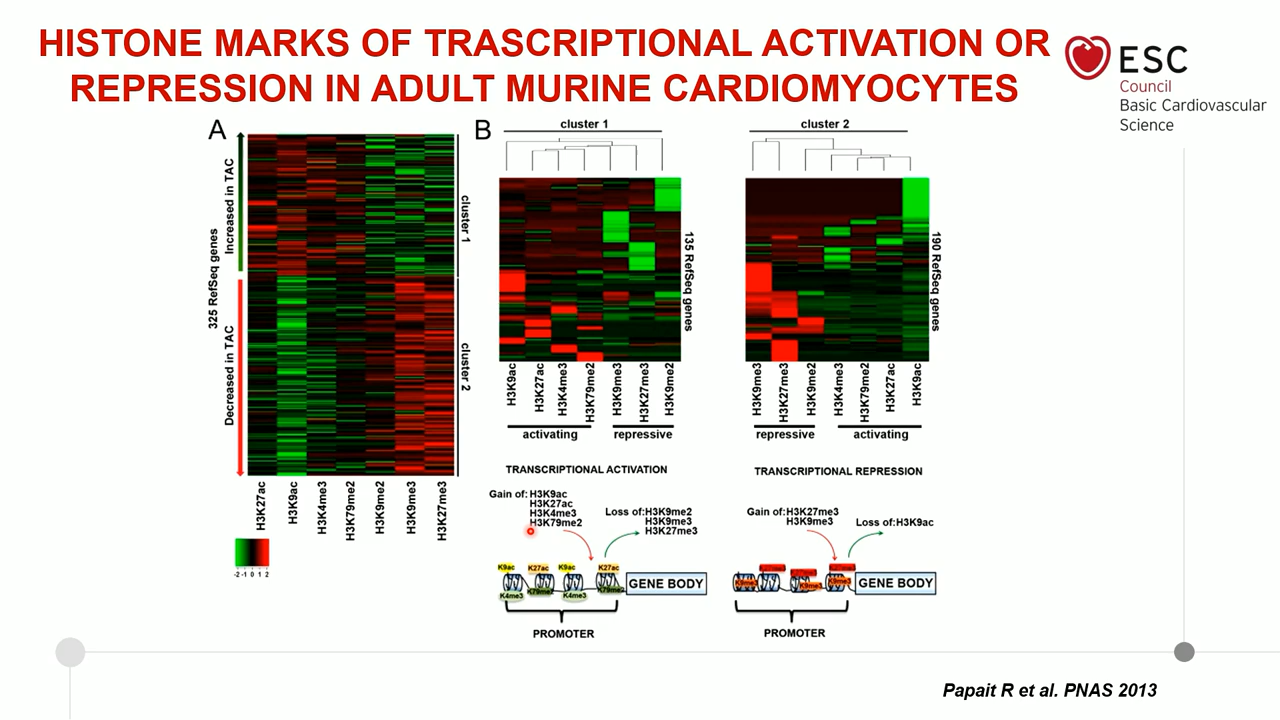 HISTONE MARKS OF TRASCRIPTIONAL ACTIVATION OR
REPRESSION IN ADULT MURINE CARDIOMYOCYTES
ESC
Council
Basic Cardiovascular
Science
A
325 RefSeq genes
Increased in TAC
Decreased in TAC
cluster 1
cluster 2
H3K27ac
H3K9ac
H3K4me3
H3K79me2
H3K9me2
H3K9me3
H3K27me3
-2 -1 0 1 2
B
cluster 1
135 RefSeq genes
H3K9ac
H3K27ac
H3K4me3
H3K79me2
H3K9me3
H3K27me3
H3K9me2
activating
repressive
cluster 2
190 RefSeq genes
H3K9me3
H3K27me3
H3K9me2
H3K4me3
H3K79me2
H3K27ac
H3K9ac
repressive
activating
TRANSCRIPTIONAL ACTIVATION
Gain of: H3K9ac
H3K27ac
H3K4me3
H3K79me2
Loss of:H3K9me2
H3K9me3
H3K27me3
K9ac
K27ac
K9ac
K27ac
K4me3
K79me2
K4me3
K79me2
GENE BODY
PROMOTER
TRANSCRIPTIONAL REPRESSION
Gain of:H3K27me3
H3K9me3
Loss of:H3K9ac
K9me3
K9me3
K9me3
GENE BODY
PROMOTER
Papait R et al. PNAS 2013